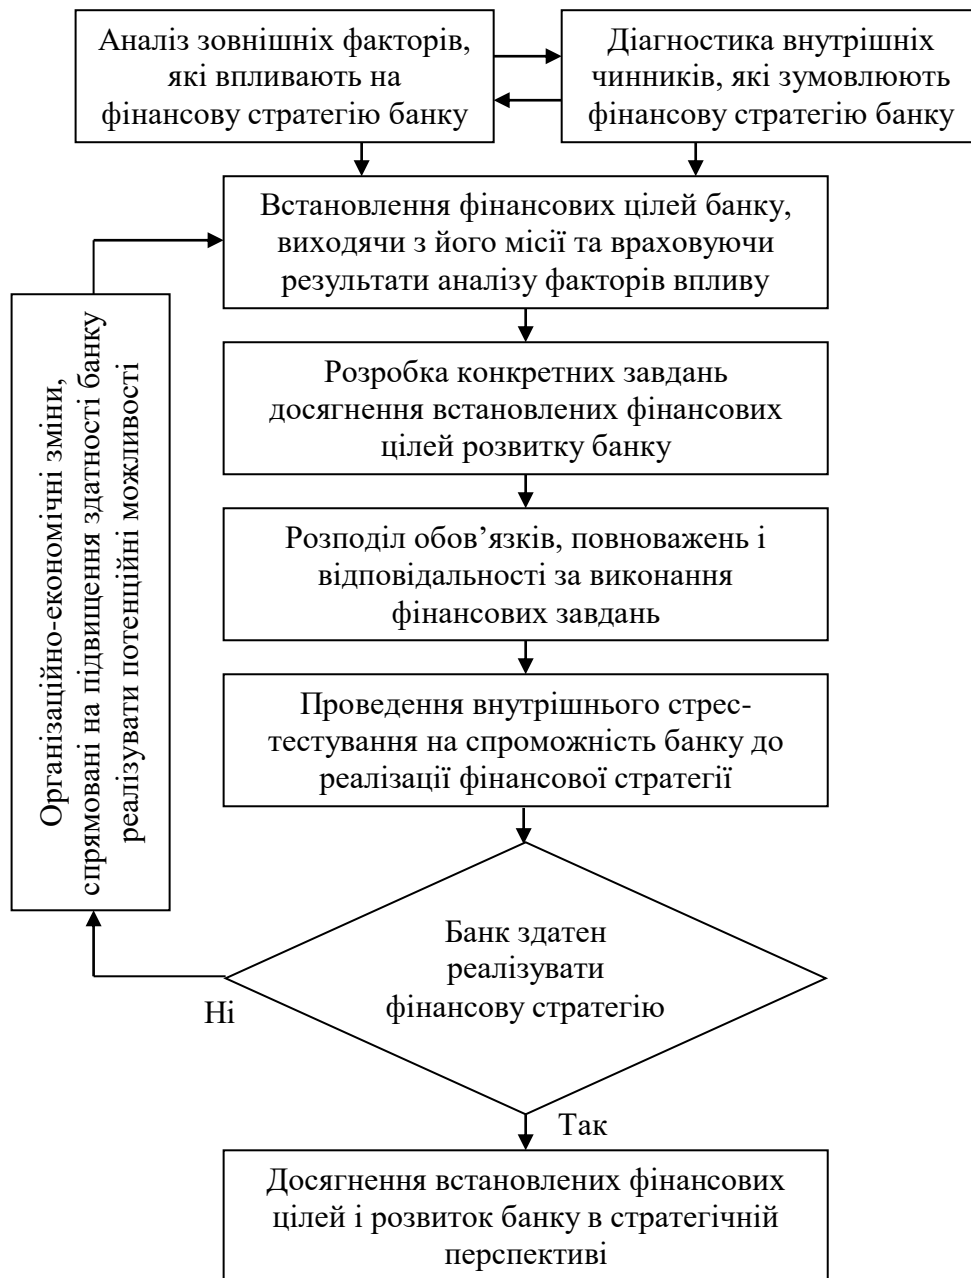 Аналіз зовнішніх факторів,
які впливають на
фінансову стратегію банку
Діагностика внутрішніх
чинників, які зумовлюють
фінансову стратегію банку
Встановлення фінансових цілей банку,
виходячи з його місії та враховуючи
результати аналізу факторів впливу
Організаційно-економічні зміни,
спрямовані на підвищення здатності банку
реалізувати потенційні можливості
Розробка конкретних завдань
досягнення встановлених фінансових
цілей розвитку банку
Розподіл обов’язків, повноважень і
відповідальності за виконання
фінансових завдань
Проведення внутрішнього стрес-
тестування на спроможність банку до
реалізації фінансової стратегії
Банк здатен
реалізувати
фінансову стратегію
Ні
Так
Досягнення встановлених фінансових
цілей і розвиток банку в стратегічній
перспективі